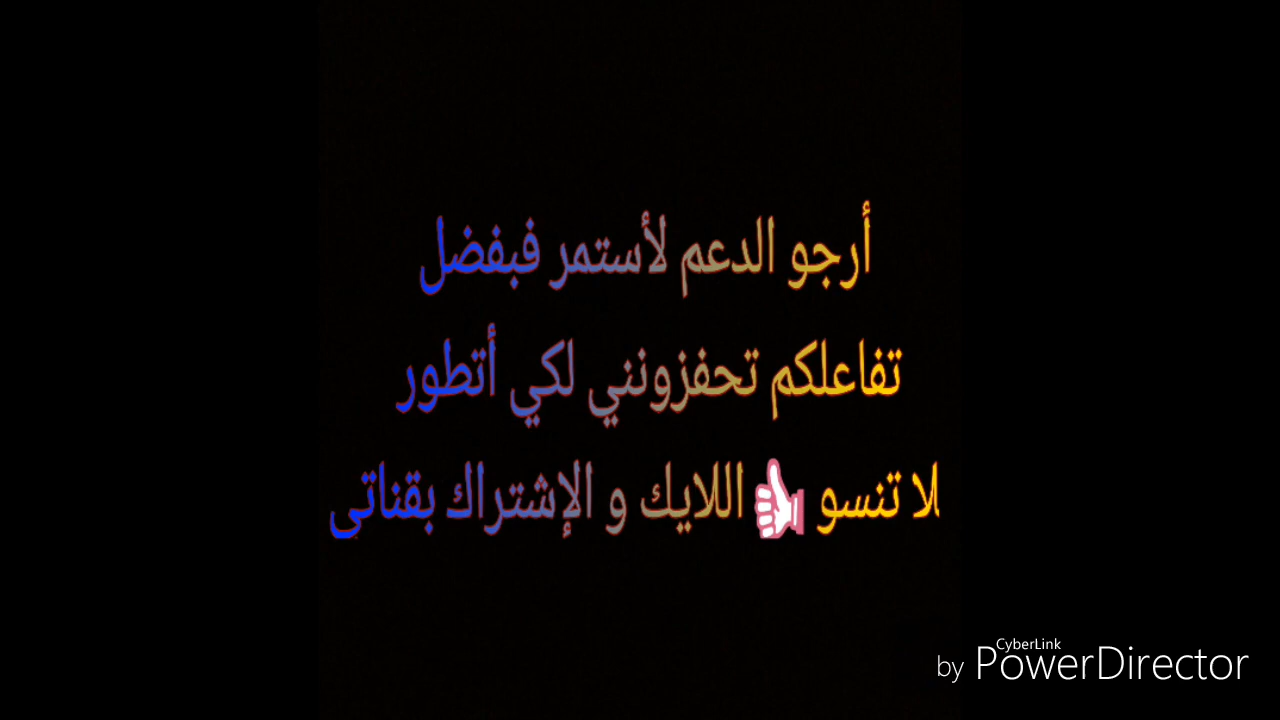 أرجو الدعم لأستمر فبفضل
تفاعلكم تحفزونني لكي أتطور
لا تنسو 👍 اللايك و الإشتراك بقناتي
CyberLink
by PowerDirector